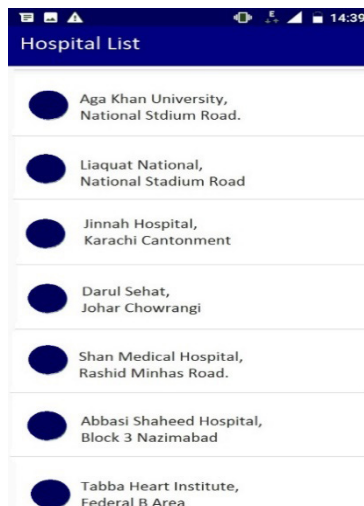 E
14:39
Hospital List
Aga Khan University,
National Stdium Road.
Liaquat National,
National Stadium Road
Jinnah Hospital,
Karachi Cantonment
Darul Sehat,
Johar Chowrangi
Shan Medical Hospital,
Rashid Minhas Road.
Abbasi Shaheed Hospital,
Block 3 Nazimabad
Tabba Heart Institute,
Federal B Area